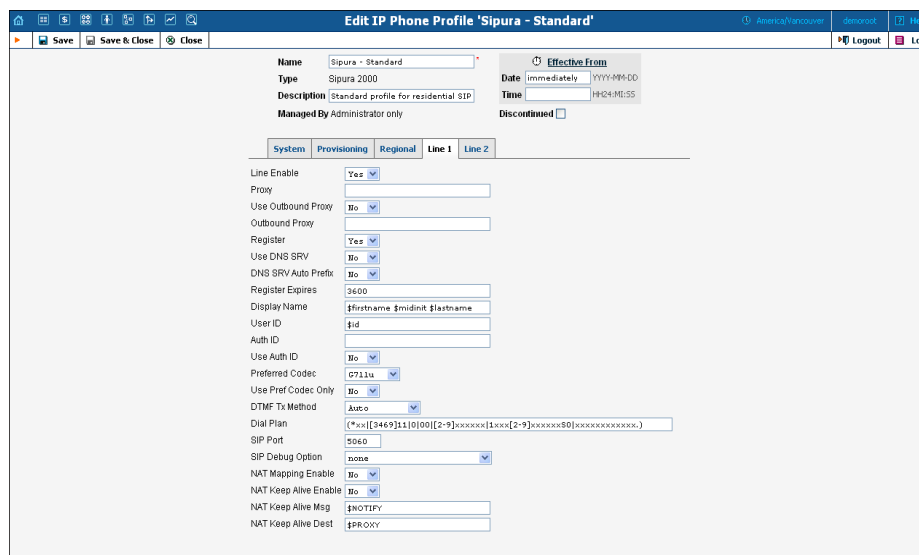 Edit IP Phone Profile 'Sipura - Standard'
America/Vancouver
demoroot
Save
Save & Close
Close
Logout
Name Sipura - Standard *
Type Sipura 2000
Description Standard profile for residential SIP
Managed By Administrator only
Effective From
Date immediately YYYY-MM-DD
Time HH24:MI:SS
Discontinued
System Provisioning Regional Line 1 Line 2
Line Enable Yes
Proxy
Use Outbound Proxy No
Outbound Proxy
Register Yes
Use DNS SRV No
DNS SRV Auto Prefix No
Register Expires 3600
Display Name $firstname $midinit $lastname
User ID $id
Auth ID
Use Auth ID No
Preferred Codec G711u
Use Pref Codec Only No
DTMF Tx Method Auto
Dial Plan (*xx|[3469]11|0|00|[2-9]xxxxxx|1xxx[2-9]xxxxxxS0|xxxxxxxxxxxx.)
SIP Port 5060
SIP Debug Option none
NAT Mapping Enable No
NAT Keep Alive Enable No
NAT Keep Alive Msg $NOTIFY
NAT Keep Alive Dest $PROXY